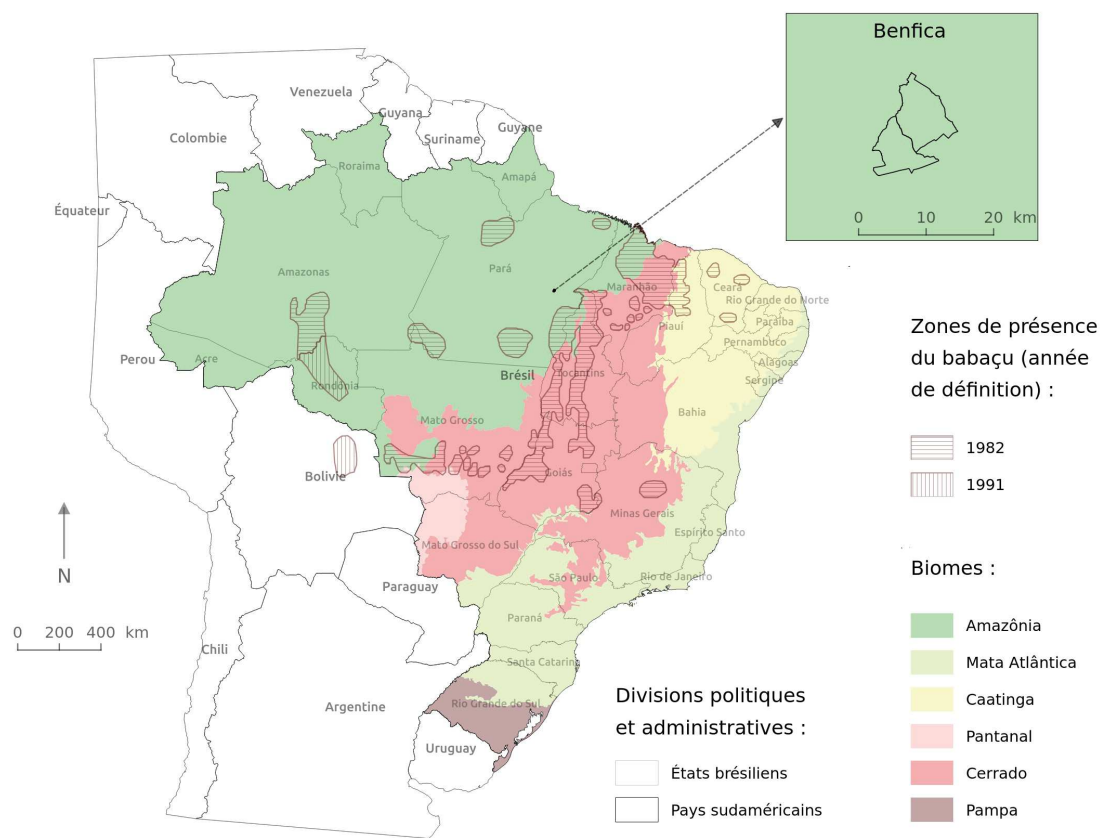 Benfica
0 10 20 km
Venezuela
Guyana
Colombie
Suriname
Guyane
Roraima
Amapá
Équateur
Amazonas
Pará
Maranhão
Ceará
Rio Grande do Norte
Paraíba
Piauí
Pernambuco
Perou
Acre
Alagoas
Rondônia
Brésil
Tocantins
Sergipe
Mato Grosso
Bahia
Bolivie
Goiás
Minas Gerais
Espírito Santo
Mato Grosso do Sul
São Paulo
Rio de Janeiro
Paraguay
Paraná
Chili
Santa Catarina
Rio Grande do Sul
Argentine
Uruguay
N
0 200 400 km
Zones de présence
du babaçu (année
de définition) :
1982
1991
Biomes :
Amazônia
Mata Atlântica
Caatinga
Pantanal
Cerrado
Pampa
Divisions politiques
et administratives :
États brésiliens
Pays sudaméricains